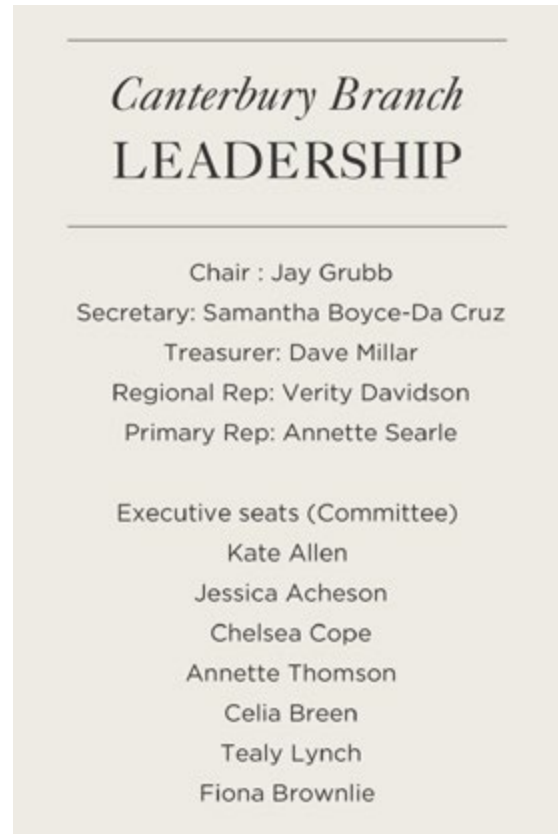 Canterbury Branch
LEADERSHIP
Chair : Jay Grubb
Secretary: Samantha Boyce-Da Cruz
Treasurer: Dave Millar
Regional Rep: Verity Davidson
Primary Rep: Annette Searle
Executive seats (Committee)
Kate Allen
Jessica Acheson
Chelsea Cope
Annette Thomson
Celia Breen
Tealy Lynch
Fiona Brownlie